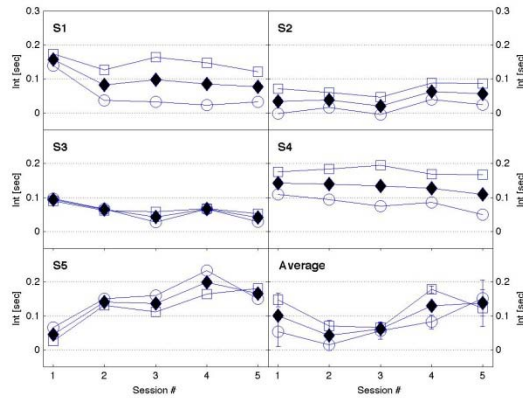 0.3 S1 S2 0.3
Int [sec] 0.2 0.2 Int [sec]
0.1 0.1
0 0
S3 S4
Int [sec] 0.2 0.2 Int [sec]
0.1 0.1
0 0
S5 Average
Int [sec] 0.2 0.2 Int [sec]
0.1 0.1
0 0
1 2 3 4 5 1 2 3 4 5
Session # Session #